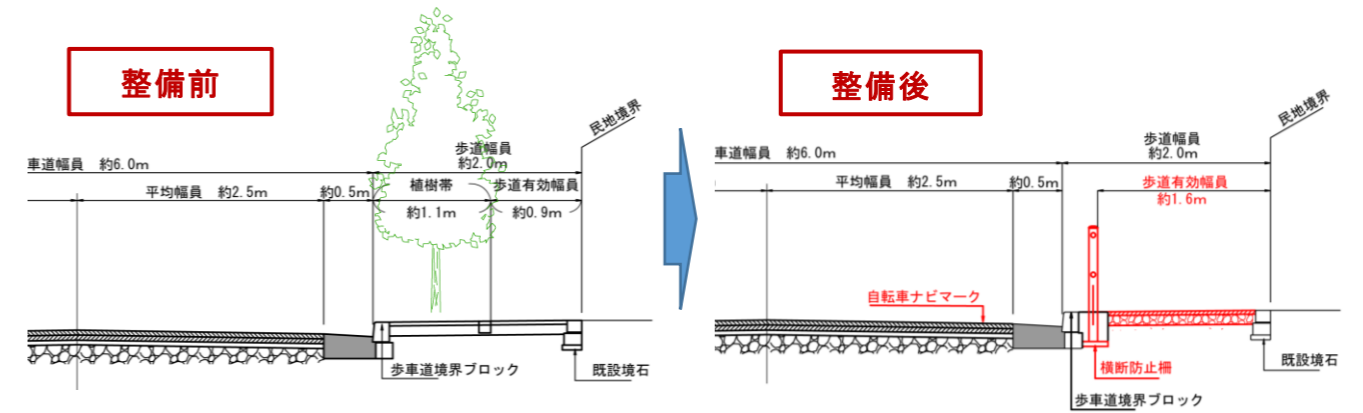 整備前
民地境界
歩道幅員
約2.0m
車道幅員 約6.0m
植樹帯
歩道有効幅員
平均幅員 約2.5m
約0.5m
約1.1m
約0.9m
歩車道境界ブロック
既設境石
整備後
民地境界
歩道幅員
約2.0m
車道幅員 約6.0m
平均幅員 約2.5m
約0.5m
歩道有効幅員
約1.6m
自転車ナビマーク
横断防止柵
既設境石
歩車道境界ブロック